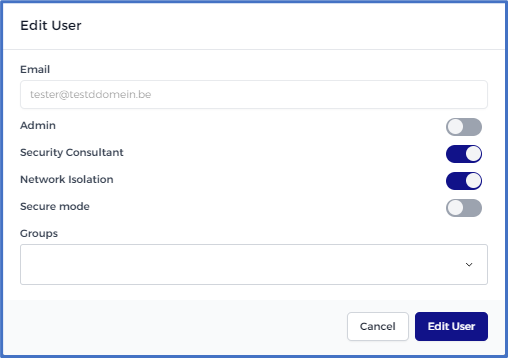 Edit User
Email
tester@testddomein.be
Admin
Security Consultant
Network Isolation
Secure mode
Groups
Cancel
Edit User